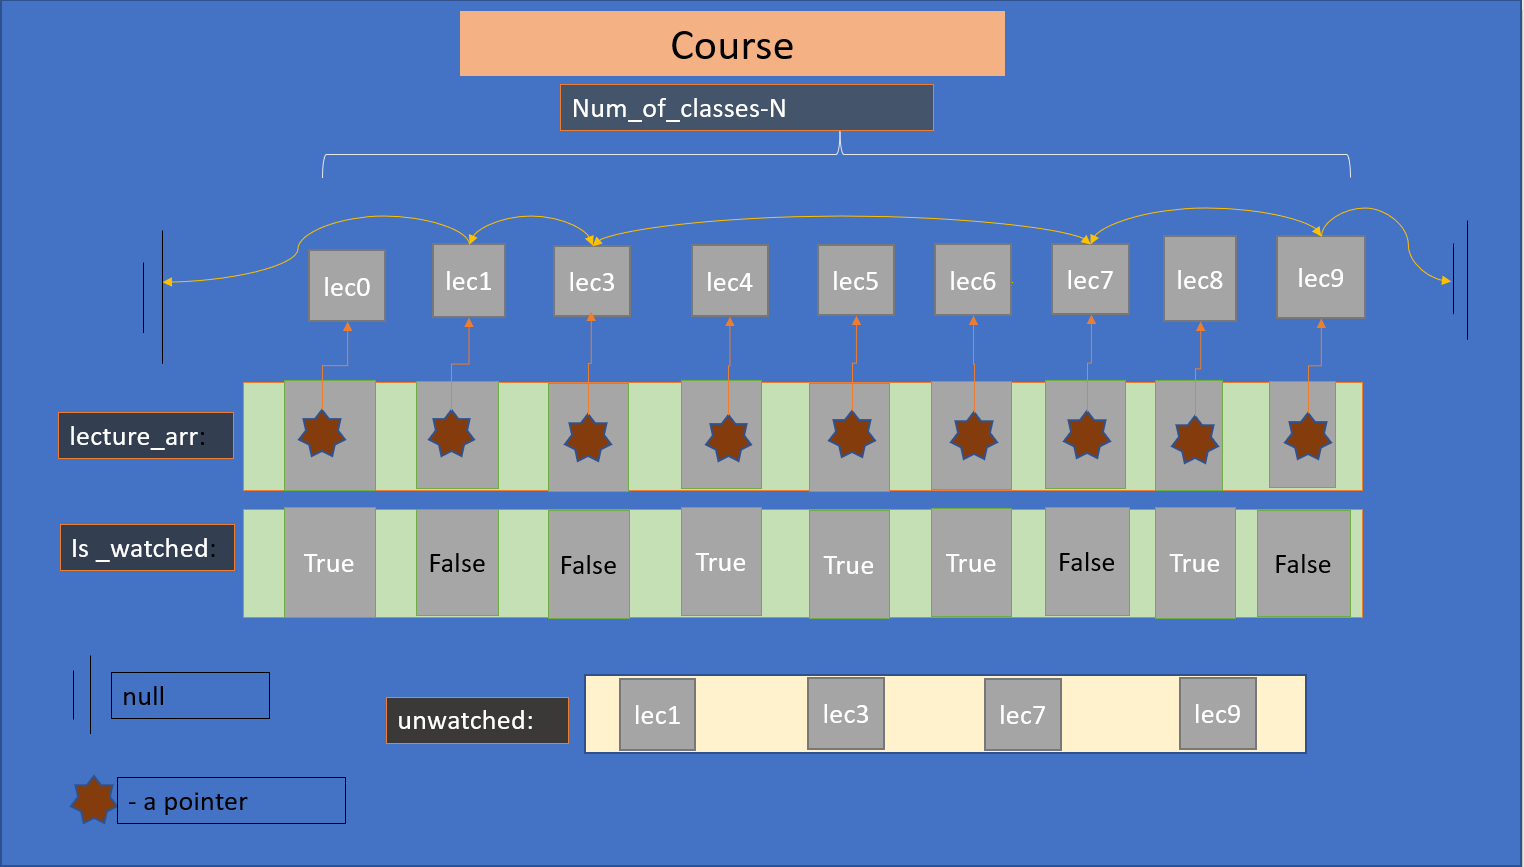 Course
Num_of_classes-N
lec0 lec1 lec3 lec4 lec5 lec6 lec7 lec8 lec9
lecture_arr:
Is _watched:
True False False True True True False True False
null
unwatched:
lec1 lec3 lec7 lec9
- a pointer